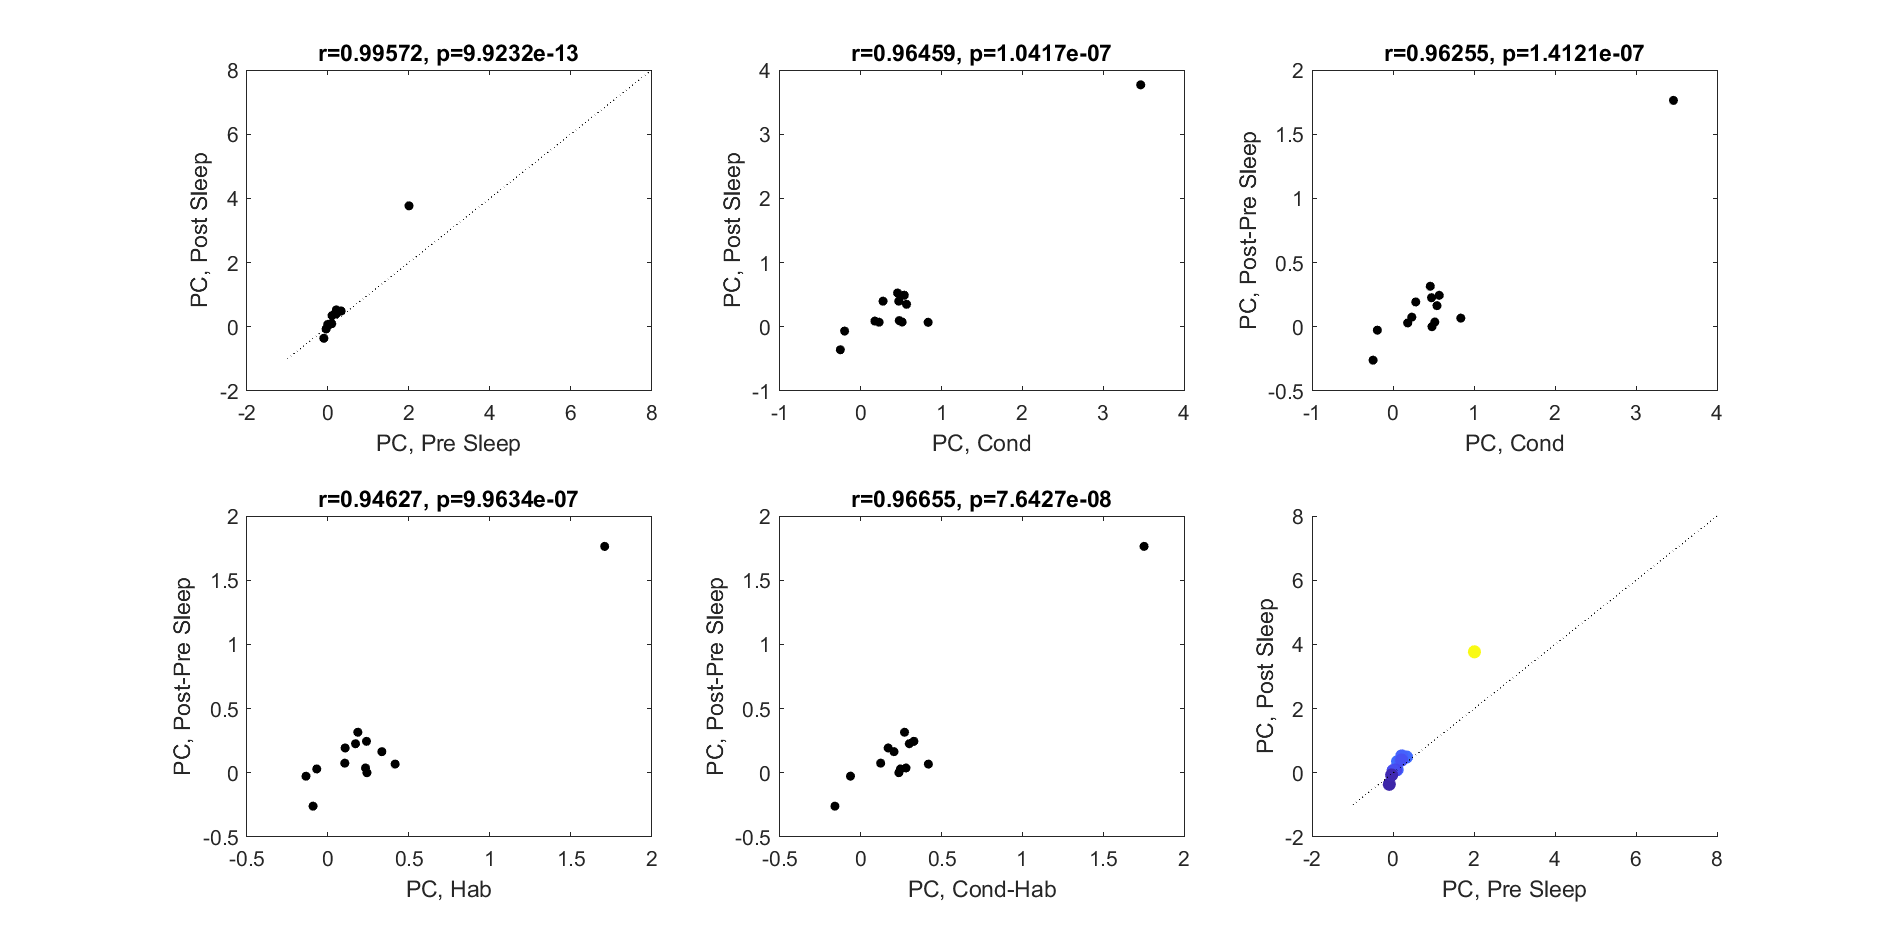 r=0.99572, p=9.9232e-13
8
6
4
2
0
-2
-2 0 2 4 6 8
PC, Post Sleep
PC, Pre Sleep
r=0.96459, p=1.0417e-07
4
3
2
1
0
-1
-1 0 1 2 3 4
PC, Post Sleep
PC, Cond
r=0.96255, p=1.4121e-07
2
1.5
1
0.5
0
-0.5
-1 0 1 2 3 4
PC, Post-Pre Sleep
PC, Cond
r=0.94627, p=9.9634e-07
2
1.5
1
0.5
0
-0.5
-0.5 0 0.5 1 1.5 2
PC, Post-Pre Sleep
PC, Hab
r=0.96655, p=7.6427e-08
2
1.5
1
0.5
0
-0.5
-0.5 0 0.5 1 1.5 2
PC, Post-Pre Sleep
PC, Cond-Hab
8
6
4
2
0
-2
-2 0 2 4 6 8
PC, Post Sleep
PC, Pre Sleep